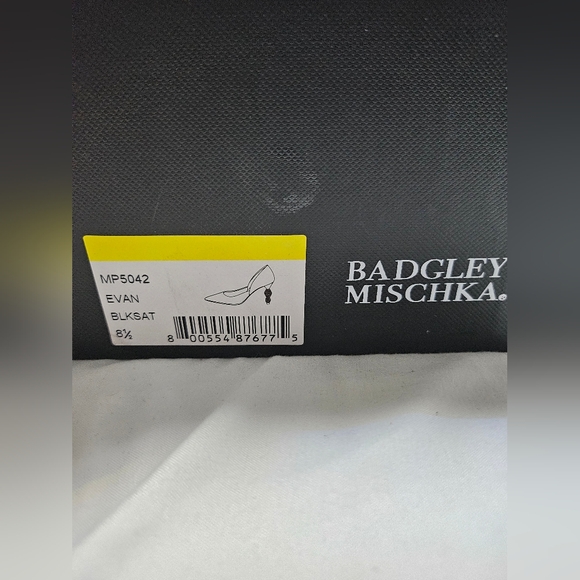 MP5042
EVAN
BLKSAT
8½
8 00554 87677 5
BADGLEY
MISCHKA®